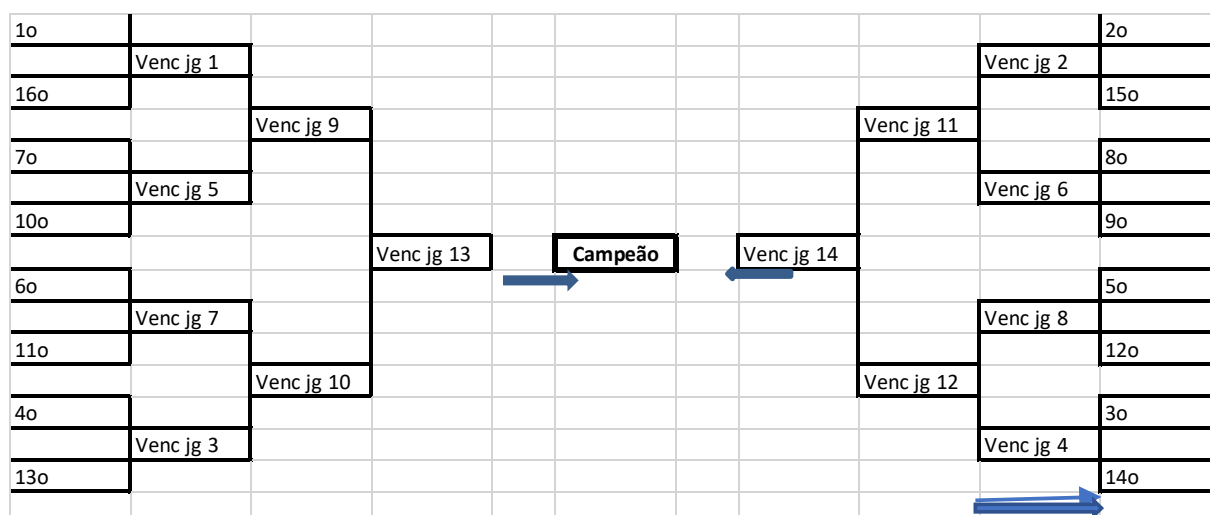 1o 2o
Venc jg 1 Venc jg 2
16o 15o
Venc jg 9 Venc jg 11
7o 8o
Venc jg 5 Venc jg 6
10o 9o
Venc jg 13 Campeão Venc jg 14
6o 5o
Venc jg 7 Venc jg 8
11o 12o
Venc jg 10 Venc jg 12
4o 3o
Venc jg 3 Venc jg 4
13o 14o